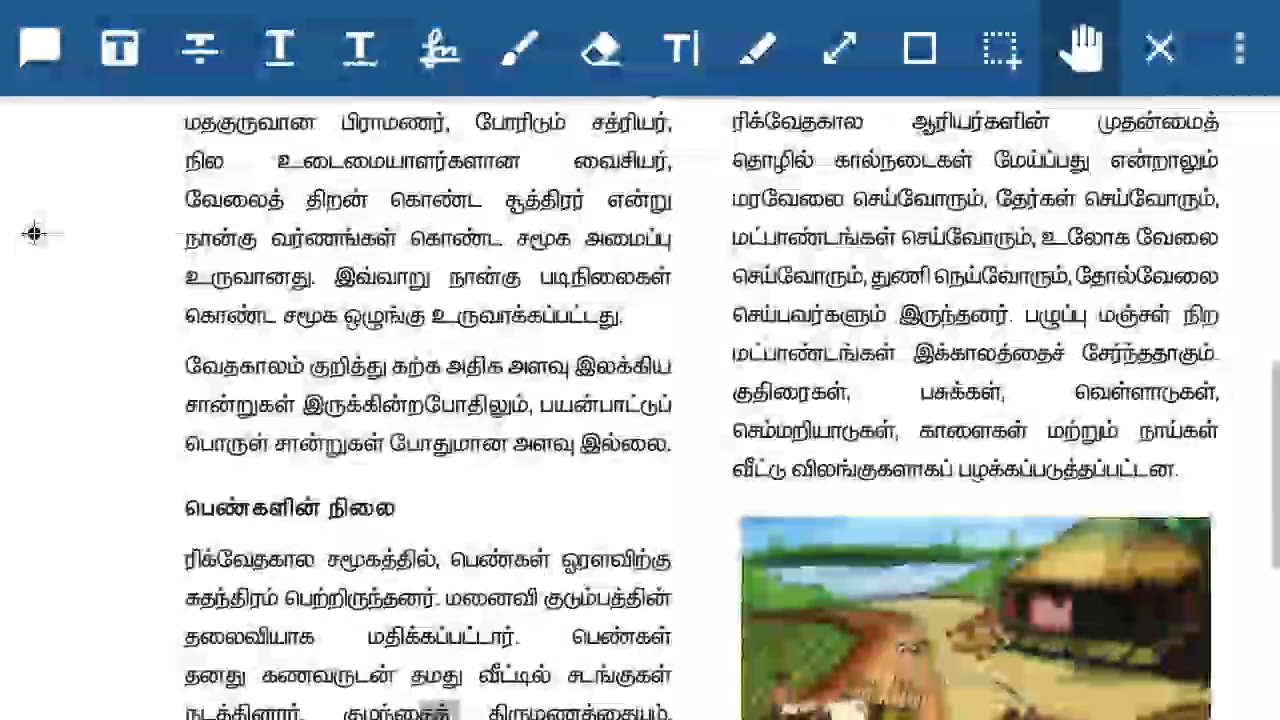 மதகுருவான பிராமணர், போரிடும் சத்ரியர்,
நில உடைமையாளர்களான வைசியர்,
வேலைத் திறன் கொண்ட சூத்திரர் என்று
நான்கு வர்ணங்கள் கொண்ட சமூக அமைப்பு
உருவானது. இவ்வாறு நான்கு படிநிலைகள்
கொண்ட சமூக ஒழுங்கு உருவாக்கப்பட்டது.
வேதகாலம் குறித்து கற்க அதிக அளவு இலக்கிய
சான்றுகள் இருக்கின்றபோதிலும், பயன்பாட்டுப்
பொருள் சான்றுகள் போதுமான அளவு இல்லை.
பெண்களின் நிலை
ரிக்வேதகால சமூகத்தில், பெண்கள் ஓரளவிற்கு
சுதந்திரம் பெற்றிருந்தனர். மனைவி குடும்பத்தின்
தலைவியாக மதிக்கப்பட்டார். பெண்கள்
தனது கணவருடன் தமது வீட்டில் சடங்குகள்
நடத்தினார். குழந்தைத் திருமணத்தையும்,
ரிக்வேதகால ஆரியர்களின் முதன்மைத்
தொழில் கால்நடைகள் மேய்ப்பது என்றாலும்
மரவேலை செய்வோரும், தேர்கள் செய்வோரும்,
மட்பாண்டங்கள் செய்வோரும், உலோக வேலை
செய்வோரும், துணி நெய்வோரும், தோல்வேலை
செய்பவர்களும் இருந்தனர். பழுப்பு மஞ்சள் நிற
மட்பாண்டங்கள் இக்காலத்தைச் சேர்ந்ததாகும்.
குதிரைகள், பசுக்கள், வெள்ளாடுகள்,
செம்மறியாடுகள், காளைகள் மற்றும் நாய்கள்
வீட்டு விலங்குகளாகப் பழக்கப்படுத்தப்பட்டன.